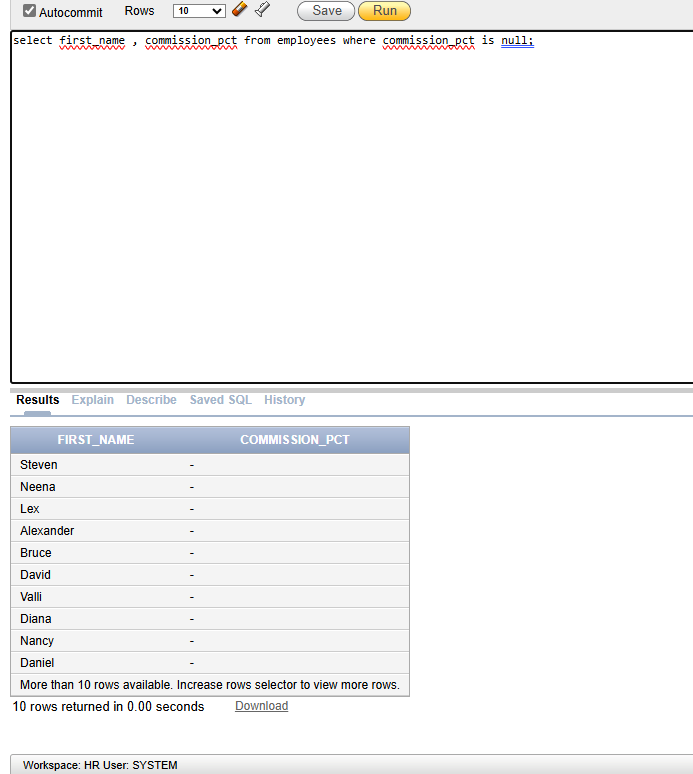 Autocommit Rows 10 Save Run
select first_name , commission_pct from employees where commission_pct is null;
Results Explain Describe Saved SQL History
FIRST_NAME COMMISSION_PCT
Steven -
Neena -
Lex -
Alexander -
Bruce -
David -
Valli -
Diana -
Nancy -
Daniel -
More than 10 rows available. Increase rows selector to view more rows.
10 rows returned in 0.00 seconds Download
Workspace: HR User: SYSTEM